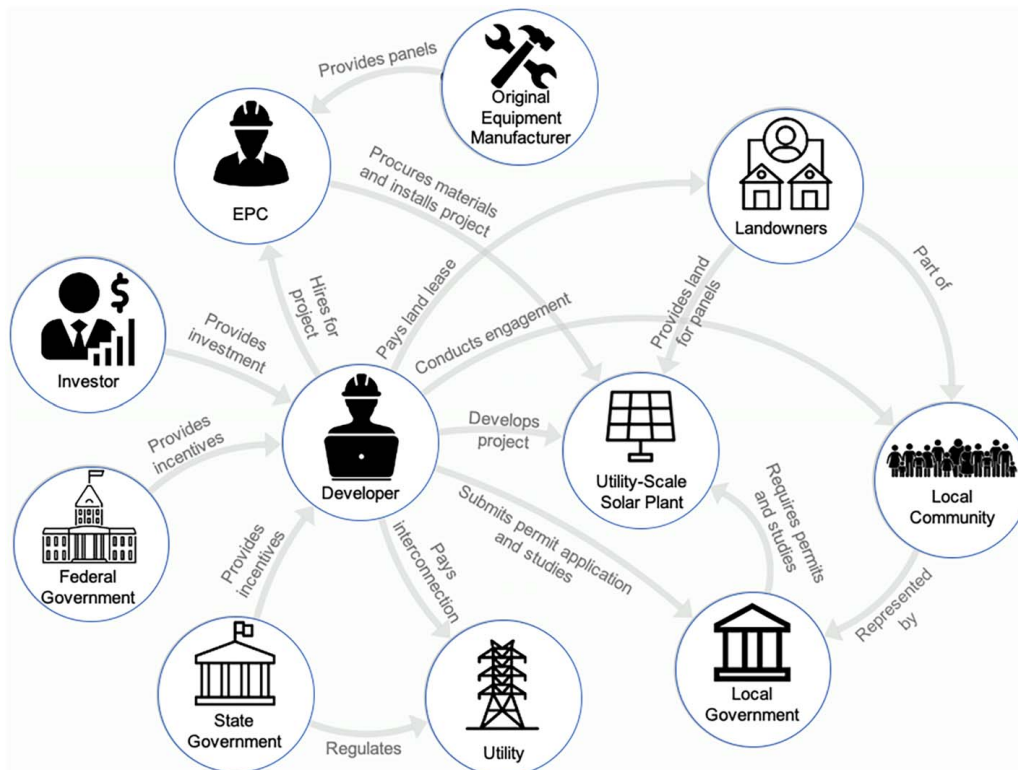 Provides panels
Original
Equipment
Manufacturer
EPC
Procures materials
and installs project
Landowners
Part of
Hires for
project
Pays land lease
Provides land
for panels
Conducts engagement
Investor
$
Provides
investment
Developer
Develops
project
Utility-Scale
Solar Plant
Local
Community
Provides
incentives
Federal
Government
Provides
incentives
Pays
interconnection
Submits permit application
and studies
Requires permits
and studies
Represented
by
State
Government
Regulates
Utility
Local
Government